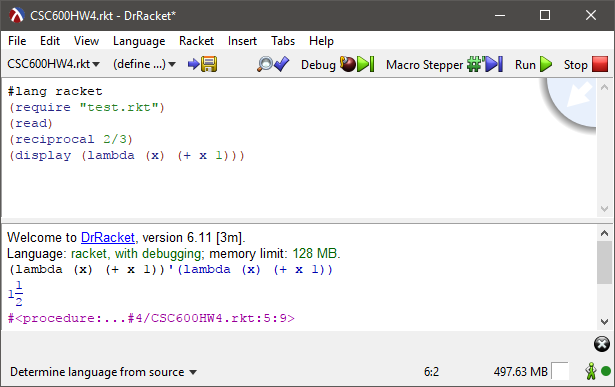 CSC600HW4.rkt - DrRacket*
File Edit View Language Racket Insert Tabs Help
CSC600HW4.rkt▾ (define ...)▾ Debug Macro Stepper Run Stop
#lang racket
(require "test.rkt")
(read)
(reciprocal 2/3)
(display (lambda (x) (+ x 1)))
Welcome to DrRacket, version 6.11 [3m].
Language: racket, with debugging; memory limit: 128 MB.
(lambda (x) (+ x 1))'(lambda (x) (+ x 1))
1 1/2
#<procedure:...#4/CSC600HW4.rkt:5:9>
Determine language from source ▾ 6:2 497.63 MB